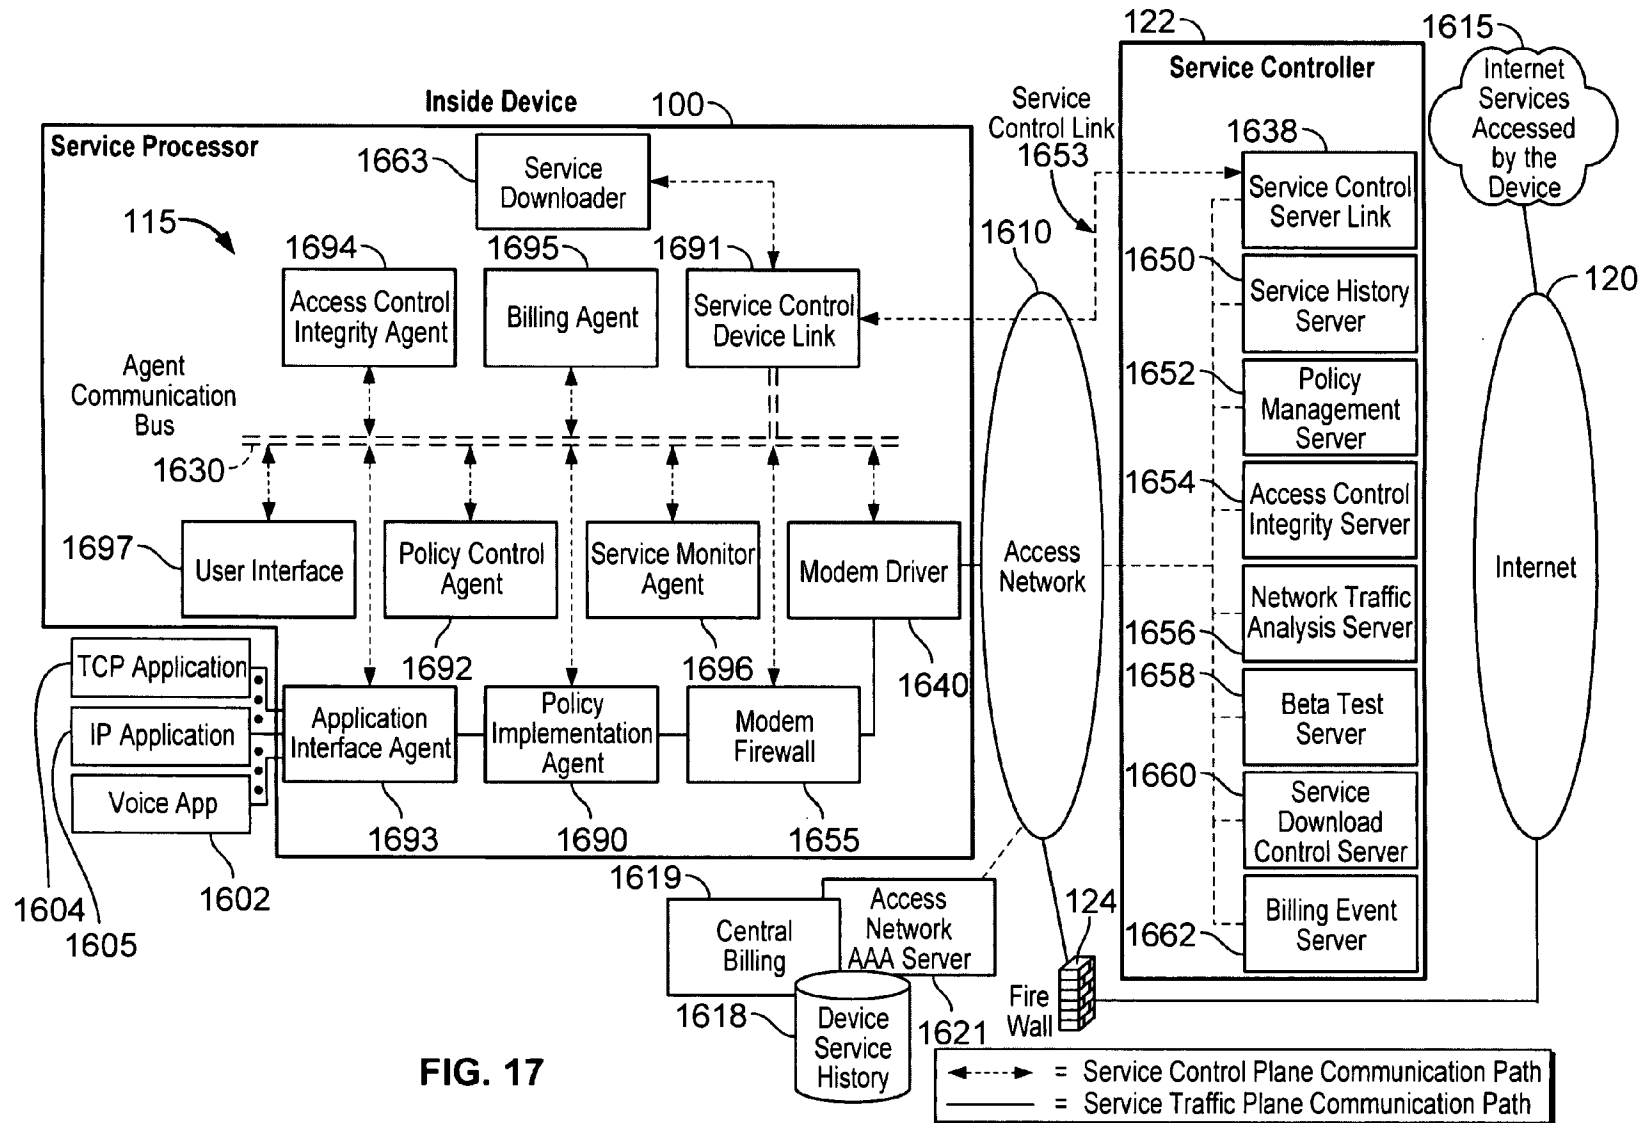 122
1615
Service Controller
Internet
Services
Accessed
by the
Device
Inside Device
100
Service
Control Link
1653
Service Processor
1663
Service
Downloader
1638
Service Control
Server Link
115
1694
1695
1691
1610
1650
120
Access Control
Integrity Agent
Billing Agent
Service Control
Device Link
Service History
Server
Agent
Communication
Bus
1652
Policy
Management
Server
1630
1654
Access Control
Integrity Server
1697
User Interface
Policy Control
Agent
Service Monitor
Agent
Modem Driver
Access
Network
Internet
Network Traffic
Analysis Server
1656
1692
1696
1640
TCP Application
IP Application
Voice App
Application
Interface Agent
Policy
Implementation
Agent
Modem
Firewall
1658
Beta Test
Server
1660
Service
Download
Control Server
1693
1690
1655
1604
1605
1602
1619
Central
Billing
Access
Network
AAA Server
124
1662
Billing Event
Server
1618
Device
Service
History
1621
Fire
Wall
FIG. 17
= Service Control Plane Communication Path
= Service Traffic Plane Communication Path